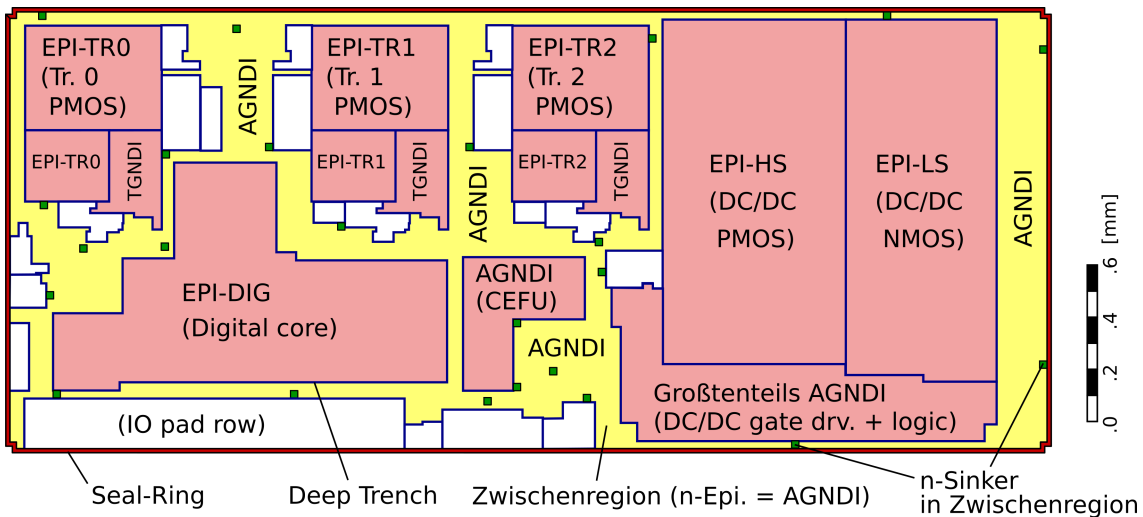 EPI-TR0
(Tr. 0
PMOS)
EPI-TR0
TGNDI
AGNDI
EPI-TR1
(Tr. 1
PMOS)
EPI-TR1
TGNDI
AGNDI
EPI-TR2
(Tr. 2
PMOS)
EPI-TR2
TGNDI
EPI-HS
(DC/DC
PMOS)
EPI-LS
(DC/DC
NMOS)
AGNDI
EPI-DIG
(Digital core)
AGNDI
(CEFU)
AGNDI
Großtenteils AGNDI
(DC/DC gate drv. + logic)
(IO pad row)
.0 .2 .4 .6 [mm]
Seal-Ring
Deep Trench
Zwischenregion (n-Epi. = AGNDI)
n-Sinker
in Zwischenregion